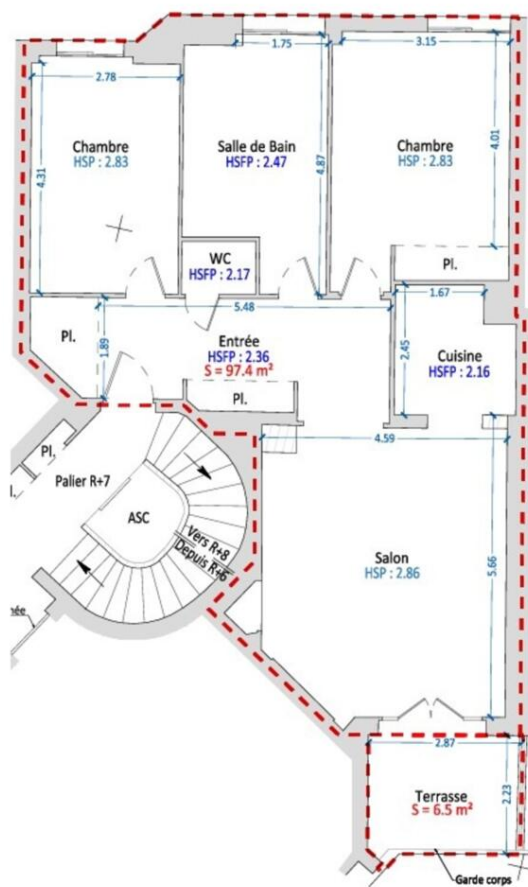 2.78
1.75
3.15
Chambre
HSP : 2.83
4.31
Salle de Bain
HSFP : 2.47
4.87
Chambre
HSP : 2.83
4.01
WC
HSFP : 2.17
Pl.
1.67
5.48
Pl.
1.89
Entrée
HSFP : 2.36
S = 97.4 m²
2.45
Cuisine
HSFP : 2.16
Pl.
4.59
Pl.
Palier R+7
ASC
Vers R+8
Depuis R+6
Salon
HSP : 2.86
5.66
2.87
Terrasse
S = 6.5 m²
2.23
Garde corps